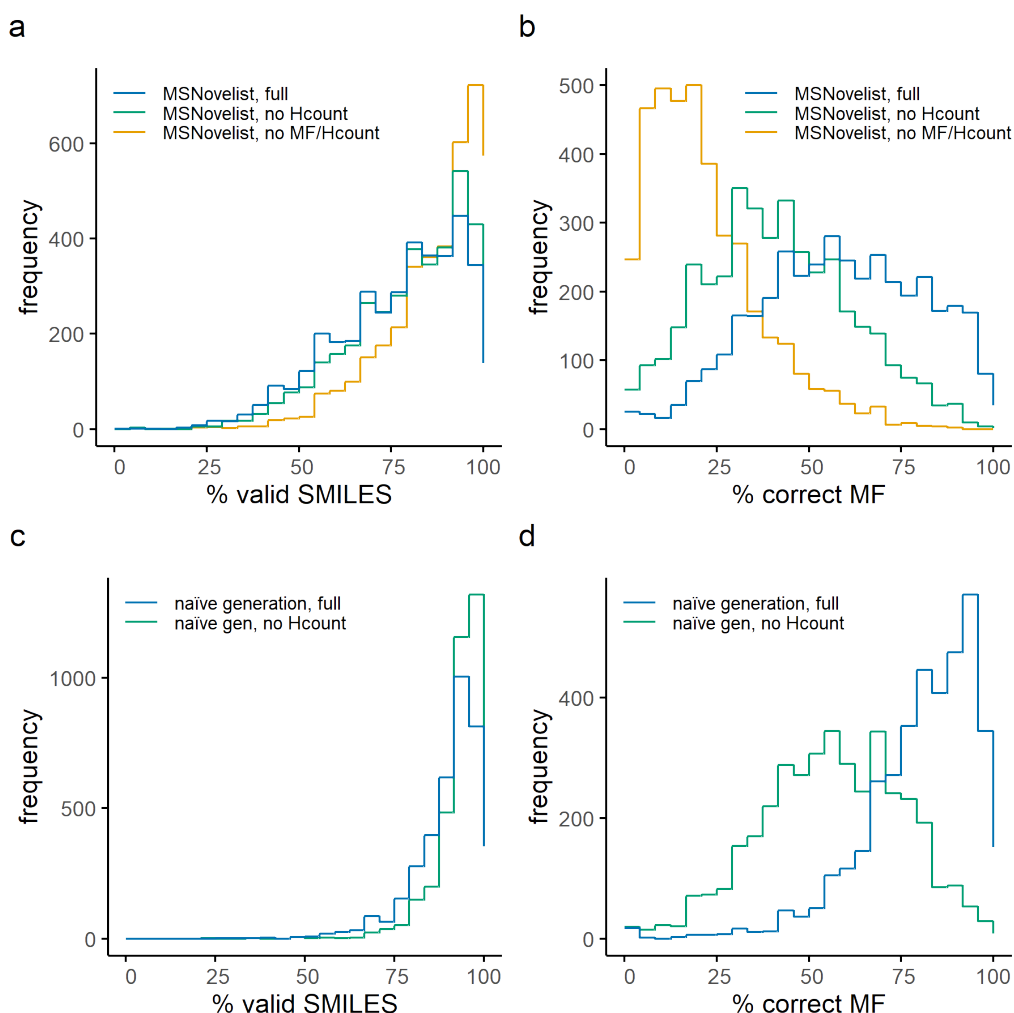 a
MSNovelist, full
MSNovelist, no Hcount
MSNovelist, no MF/Hcount
frequency
600
400
200
0
0 25 50 75 100
% valid SMILES
b
MSNovelist, full
MSNovelist, no Hcount
MSNovelist, no MF/Hcount
frequency
500
400
300
200
100
0
0 25 50 75 100
% correct MF
c
naïve generation, full
naïve gen, no Hcount
frequency
1000
500
0
0 25 50 75 100
% valid SMILES
d
naïve generation, full
naïve gen, no Hcount
frequency
400
200
0
0 25 50 75 100
% correct MF